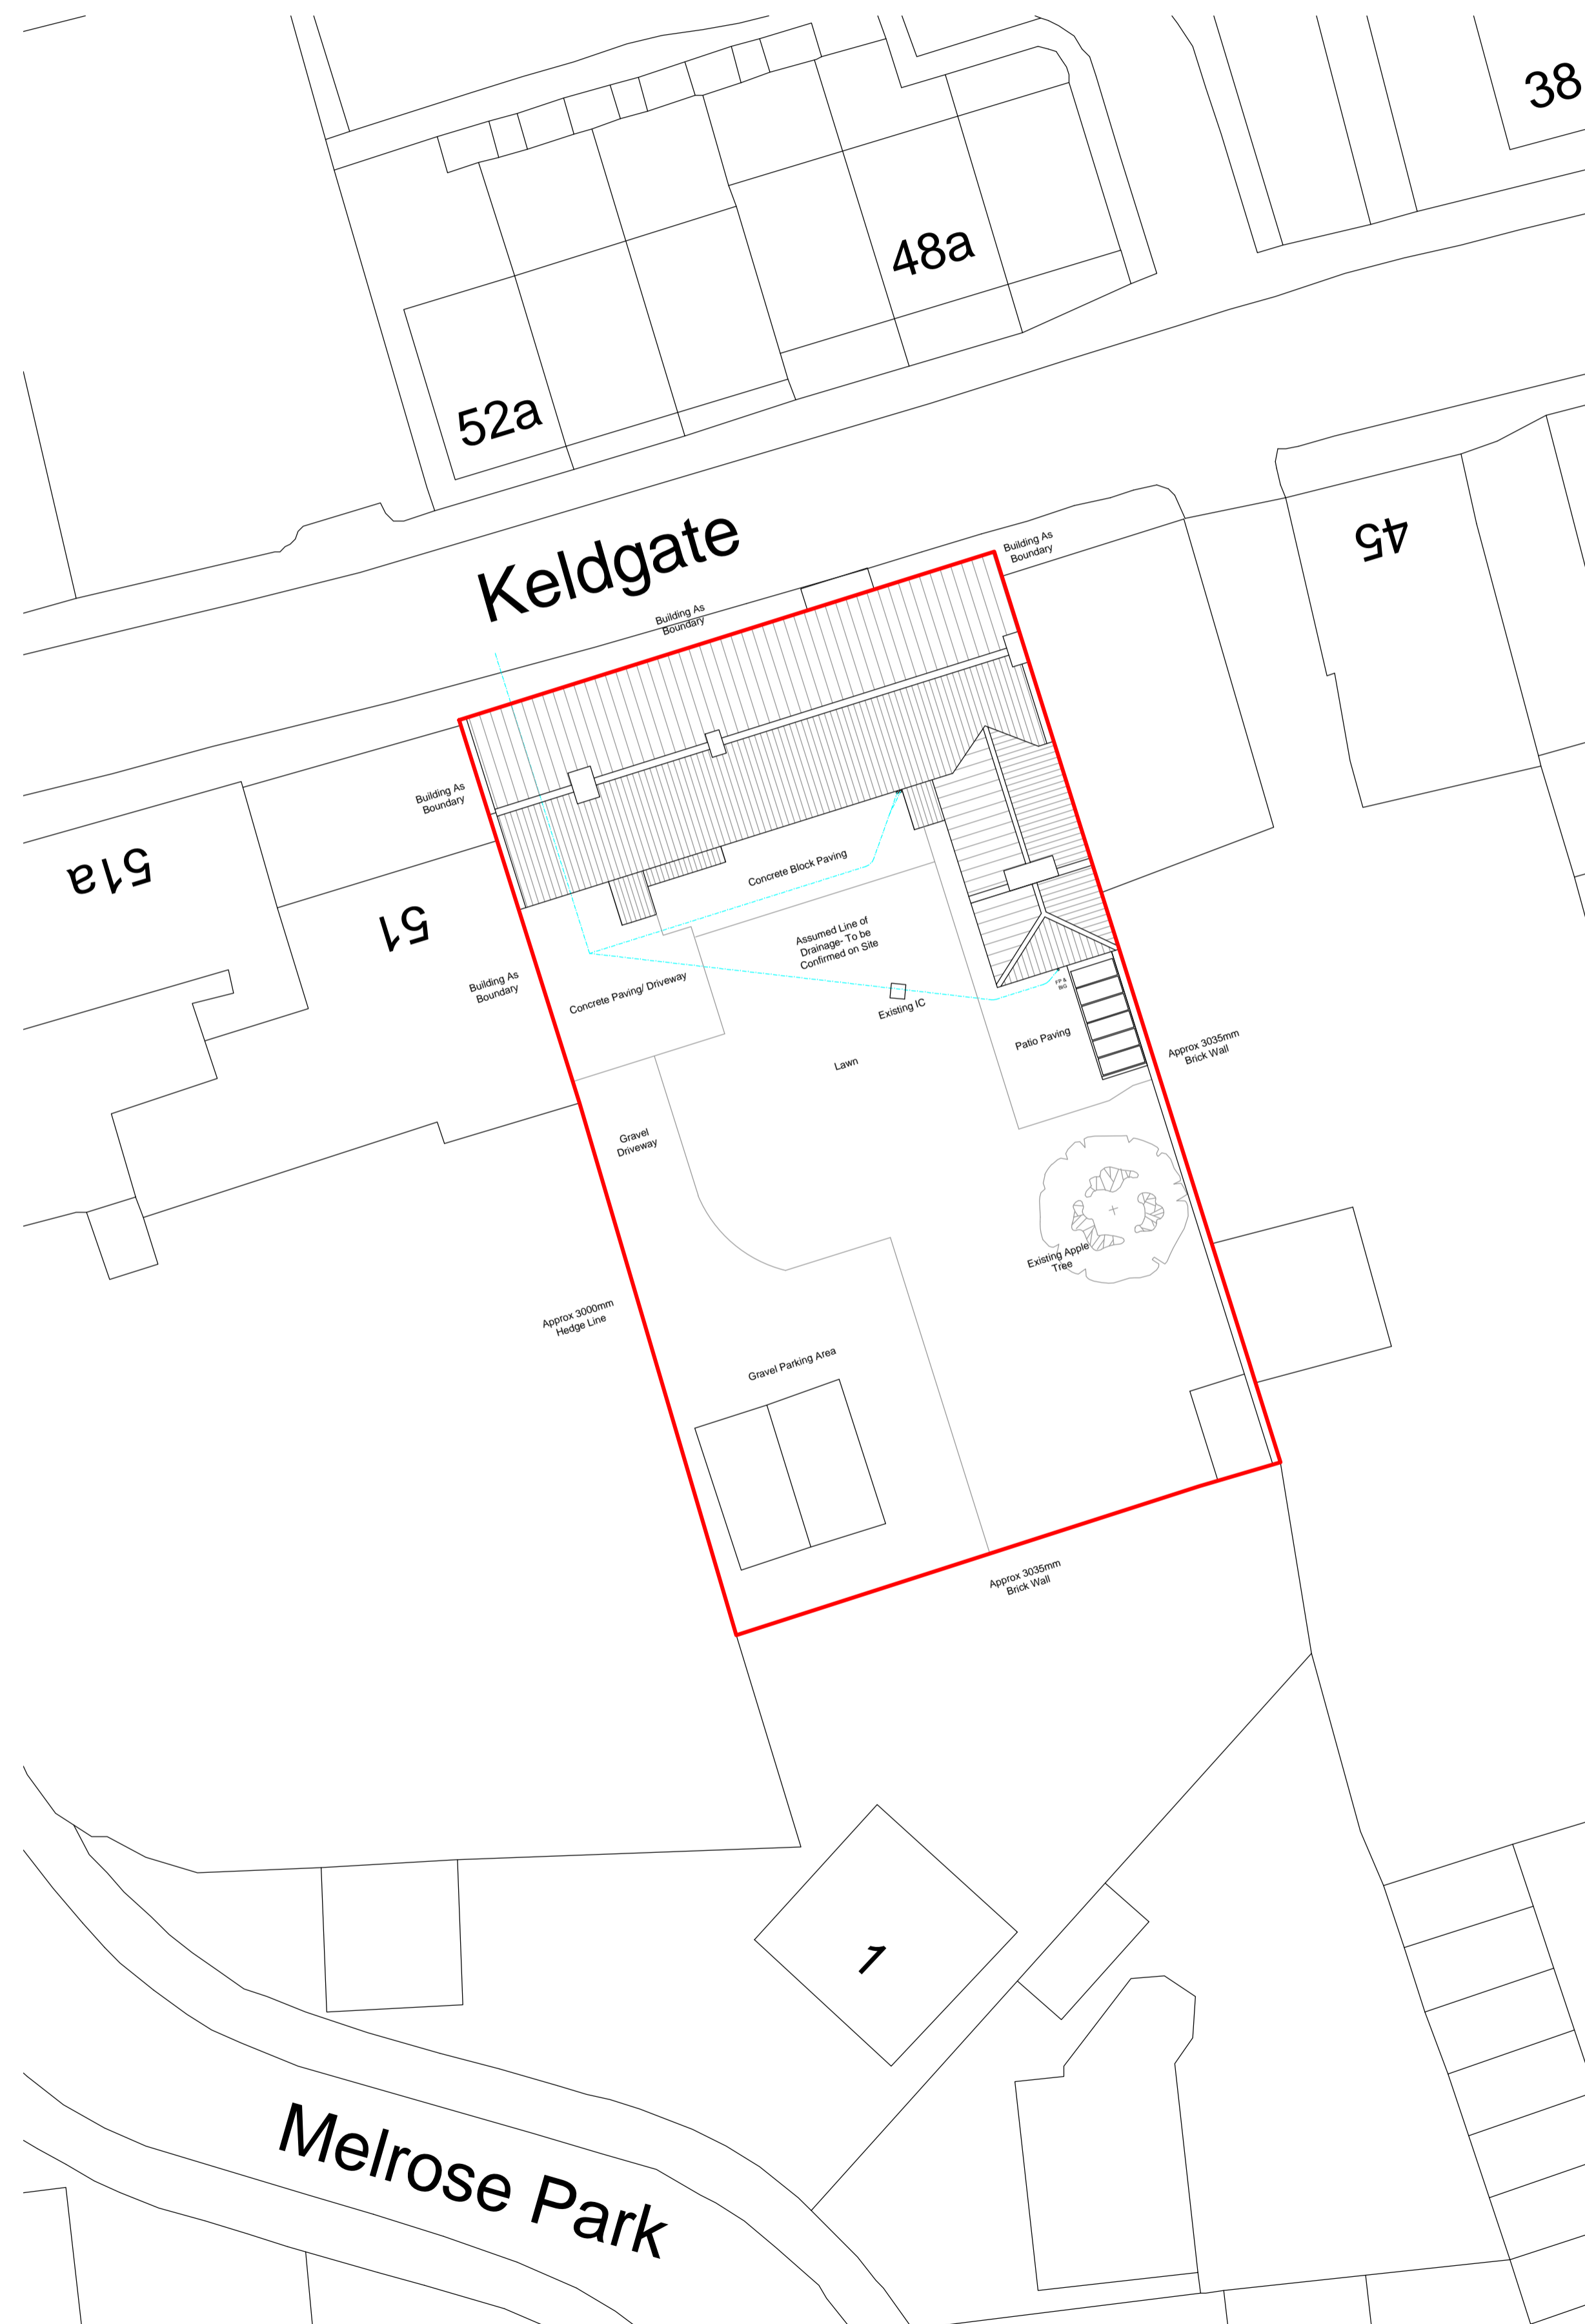 38
48a
52a
Keldgate
45
Building As
Boundary
Building As
Boundary
Building As
Boundary
51a
51
Concrete Block Paving
Assumed Line of
Drainage- To be
Confirmed on Site
Building As
Boundary
Concrete Paving/ Driveway
Existing IC
FP &
BIG
Patio Paving
Approx 3035mm
Brick Wall
Lawn
Gravel
Driveway
Existing Apple
Tree
Approx 3000mm
Hedge Line
Gravel Parking Area
Approx 3035mm
Brick Wall
1
Melrose Park